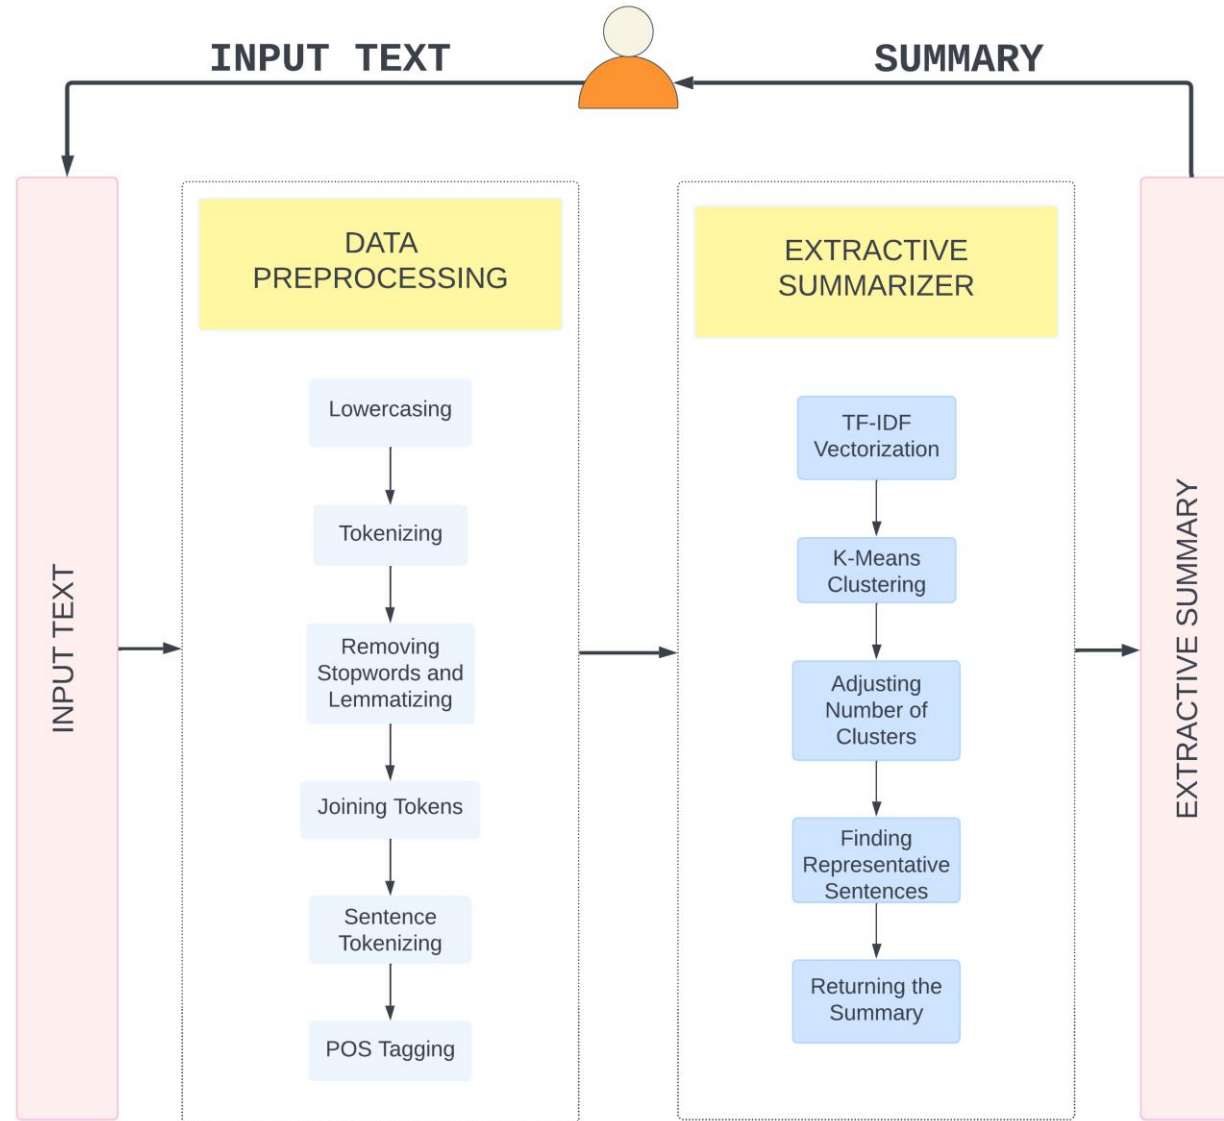 INPUT TEXT
SUMMARY
INPUT TEXT
DATA
PREPROCESSING
Lowercasing
Tokenizing
Removing
Stopwords and
Lemmatizing
Joining Tokens
Sentence
Tokenizing
POS Tagging
EXTRACTIVE
SUMMARIZER
TF-IDF
Vectorization
K-Means
Clustering
Adjusting
Number of
Clusters
Finding
Representative
Sentences
Returning the
Summary
EXTRACTIVE SUMMARY